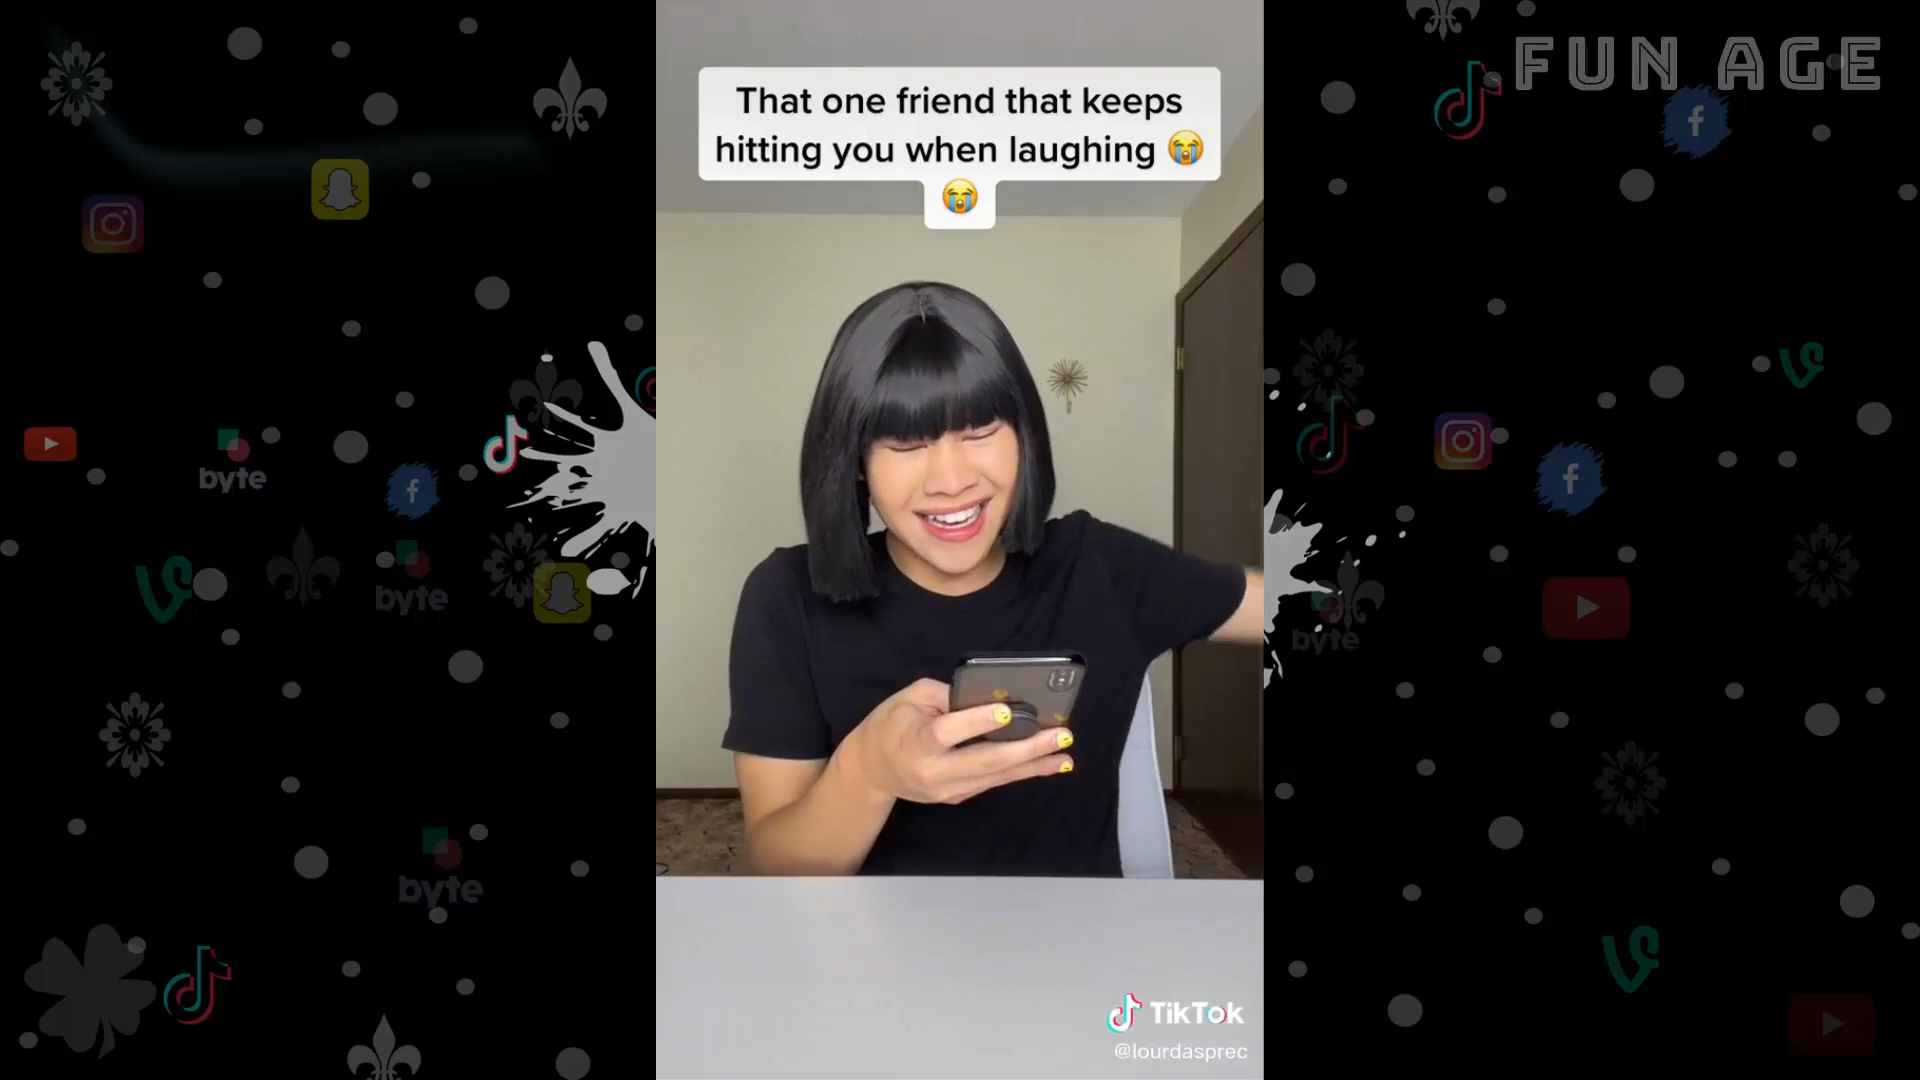 FUN AGE
That one friend that keeps
hitting you when laughing 😭
😭
byte
byte
byte
byte
TikTok
@lourdasprec